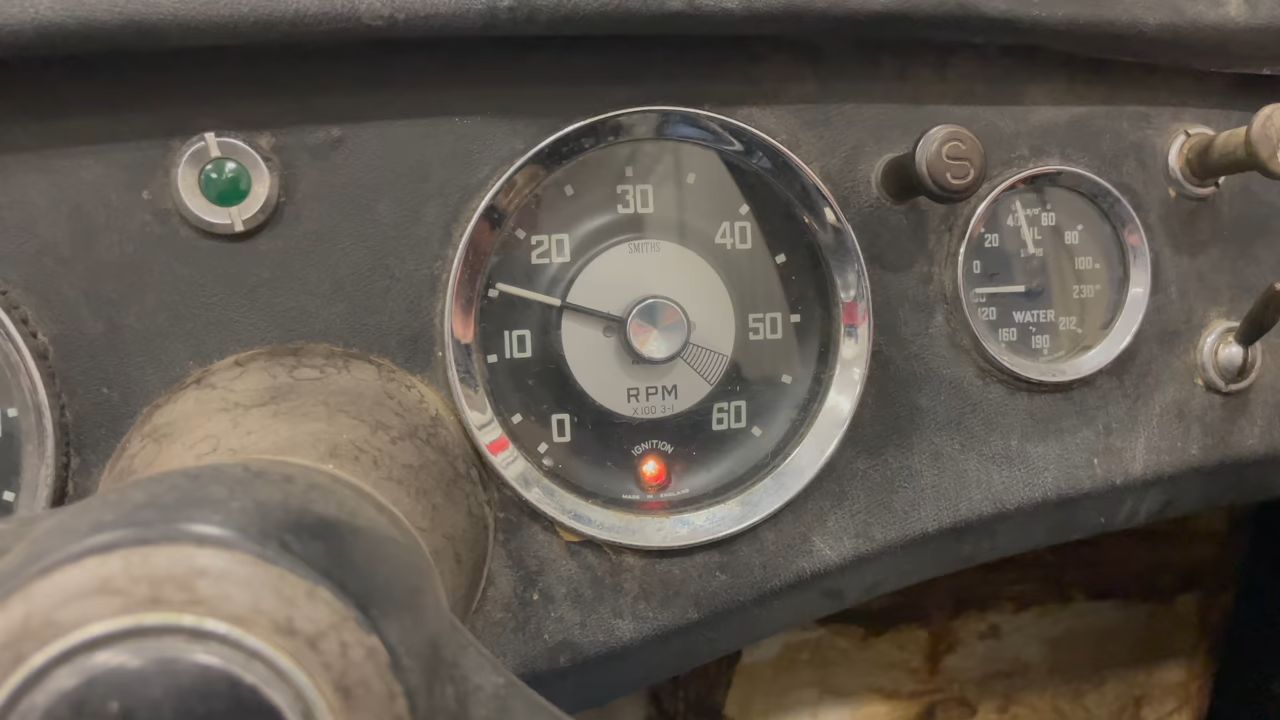 30
20
40
SMITHS
10
50
RPM
X100 3-1
0
60
IGNITION
MADE IN ENGLAND
S
40 60
20 OIL 80
0 100
230
120 WATER 212
160 190